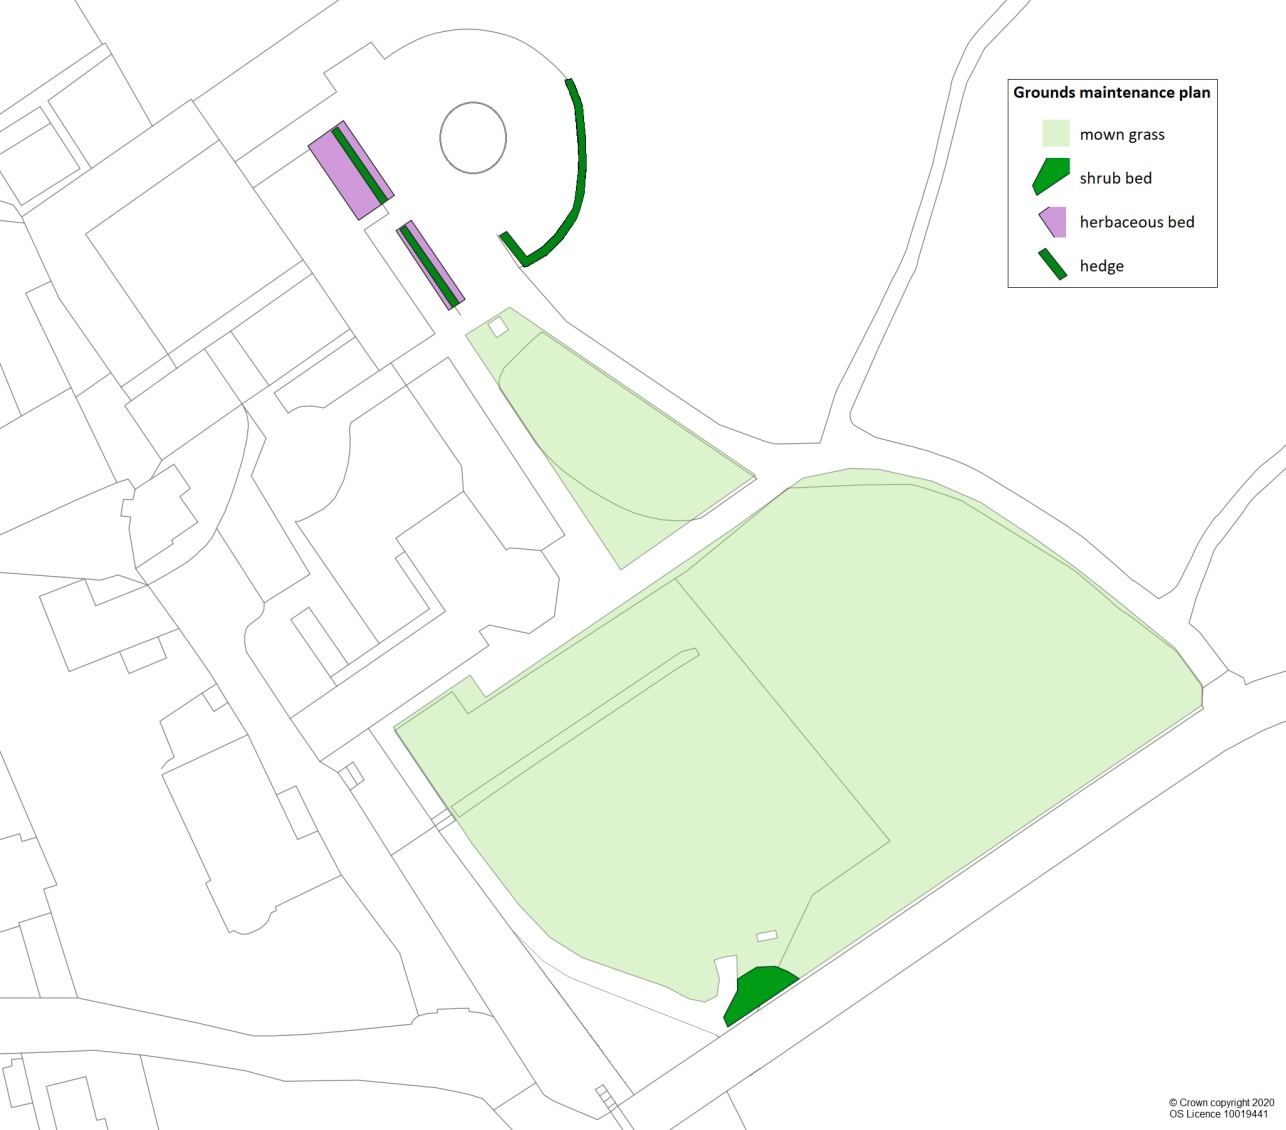 Grounds maintenance plan
mown grass
shrub bed
herbaceous bed
hedge
© Crown copyright 2020
OS Licence 10019441